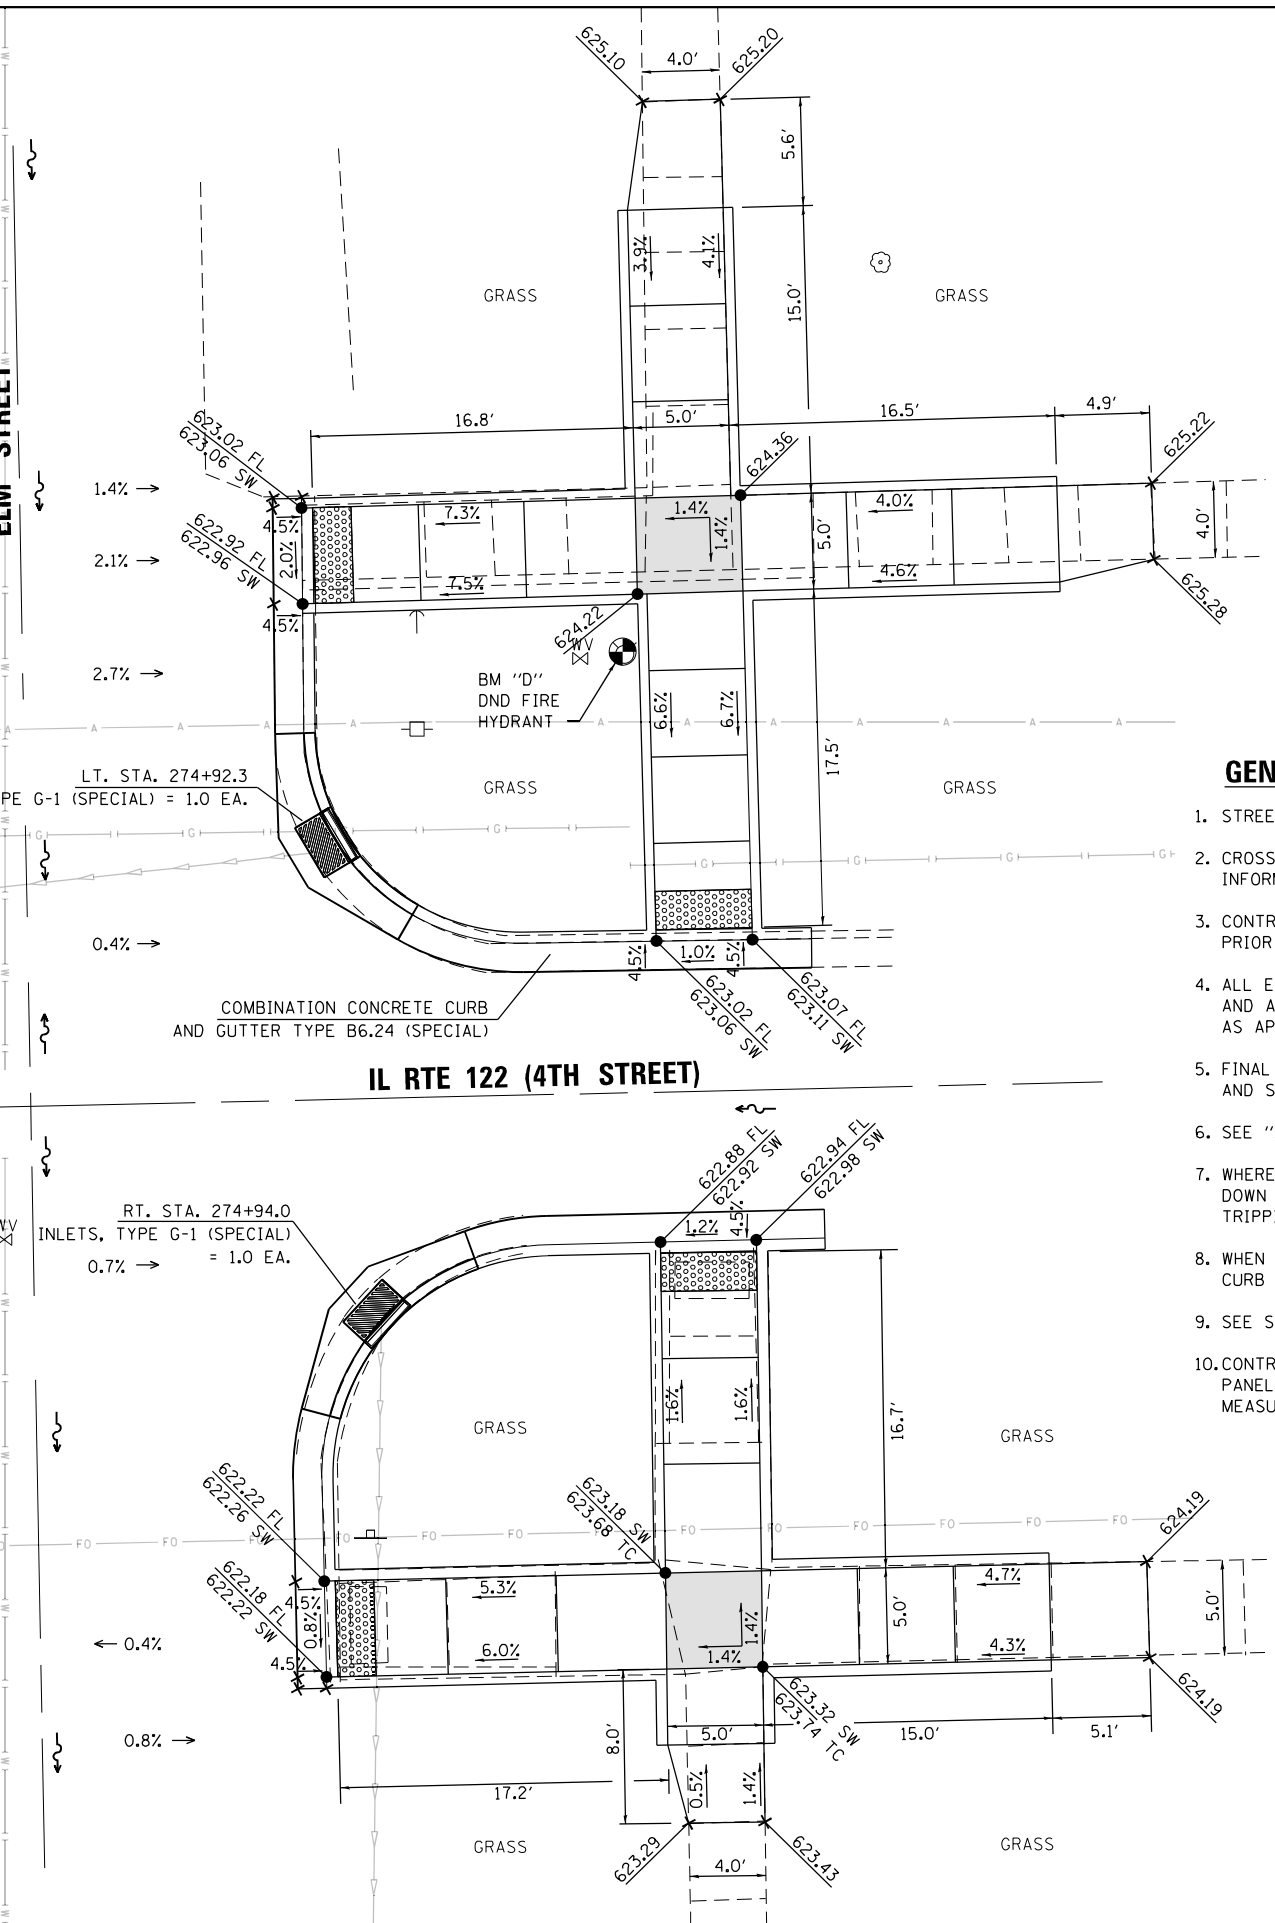 625.10
4.0'
625.20
5.6'
3.9%
4.1%
15.0'
GRASS
GRASS
ELM STREET
16.8'
5.0'
16.5'
4.9'
623.02 FL
623.06 SW
624.36
625.22
1.4%
4.5%
7.3%
1.4%
1.4%
4.0%
5.0'
4.0'
622.92 FL
622.96 SW
2.0%
2.1%
7.5%
4.6%
4.5%
625.28
624.22
WV
2.7%
BM "D"
DND FIRE
HYDRANT
6.6%
6.7%
A A A A A A A A A A
17.5'
LT. STA. 274+92.3
PE G-1 (SPECIAL) = 1.0 EA.
GRASS
GRASS
G G G G G G G G
0.4%
4.5%
1.0%
4.5%
623.02 FL
623.06 SW
623.07 FL
623.11 SW
COMBINATION CONCRETE CURB
AND GUTTER TYPE B6.24 (SPECIAL)
IL RTE 122 (4TH STREET)
GEN
1. STREE
2. CROSS
INFORM
3. CONTR
PRIOR
4. ALL E
AND A
AS AP
5. FINAL
AND S
6. SEE "
7. WHERE
DOWN
TRIPP
8. WHEN
CURB
9. SEE S
10. CONTR
PANEL
MEASU
622.88 FL
622.92 SW
622.94 FL
622.98 SW
RT. STA. 274+94.0
INLETS, TYPE G-1 (SPECIAL)
= 1.0 EA.
WV
0.7%
1.2%
4.5%
1.6%
1.6%
16.7'
GRASS
GRASS
622.22 FL
622.26 SW
623.18 SW
623.68 TC
624.19
FO FO FO FO FO FO FO FO FO FO
622.18 FL
622.22 SW
4.5%
0.8%
4.5%
5.3%
6.0%
1.4%
1.4%
4.7%
4.3%
5.0'
5.0'
0.4%
623.32 SW
623.74 TC
624.19
0.8%
8.0'
5.0'
15.0'
5.1'
17.2'
0.5%
1.4%
GRASS
623.29
4.0'
623.43
GRASS